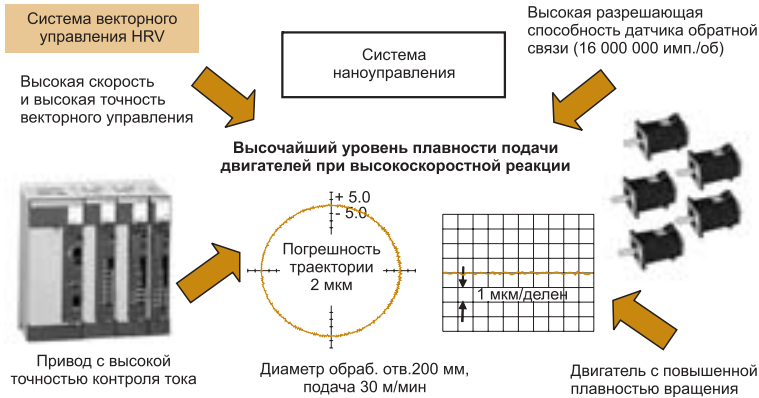 Система векторного
управления HRV
Высокая скорость
и высокая точность
векторного управления
Система
наноуправления
Высокая разрешающая
способность датчика обратной
связи (16 000 000 имп./об)
Высочайший уровень плавности подачи
двигателей при высокоскоростной реакции
+ 5.0
- 5.0
Погрешность
траектории
2 мкм
1 мкм/делен
Привод с высокой
точностью контроля тока
Диаметр обраб. отв.200 мм,
подача 30 м/мин
Двигатель с повышенной
плавностью вращения